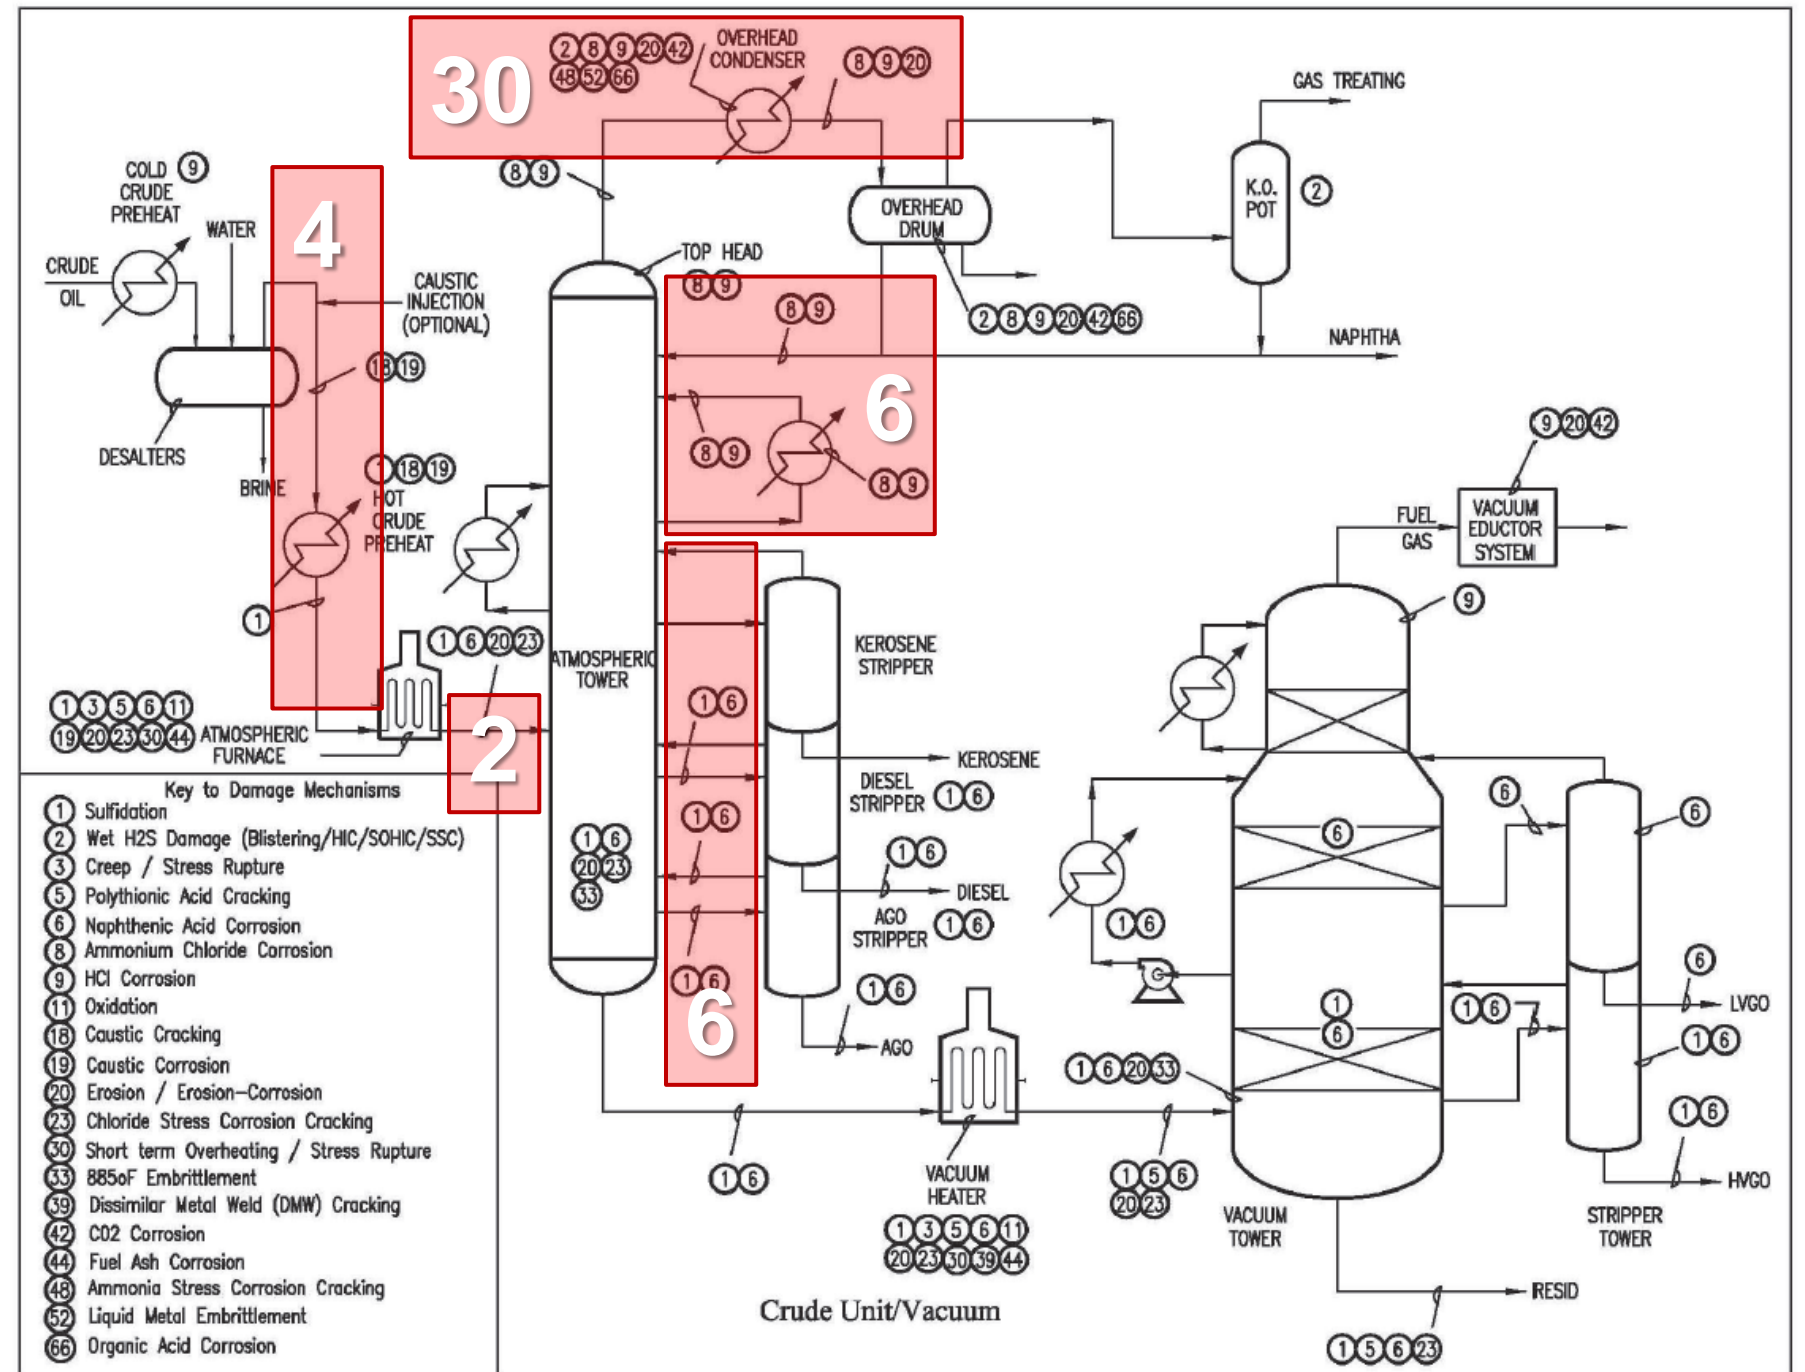 30
2 8 9 20 42
48 52 66
OVERHEAD
CONDENSER
8 9 20
GAS TREATING
COLD
CRUDE
PREHEAT
9
8 9
4
WATER
K.O.
POT
2
OVERHEAD
DRUM
CRUDE
OIL
TOP HEAD
8 9
CAUSTIC
INJECTION
(OPTIONAL)
8 9
2 8 9 20 42 66
NAPHTHA
18 19
6
DESALTERS
BRINE
1 18 19
HOT
CRUDE
PREHEAT
8 9
8 9
9 20 42
FUEL
GAS
VACUUM
EDUCTOR
SYSTEM
1
9
1 6 20 23
ATMOSPHERIC
TOWER
KEROSENE
STRIPPER
1 3 5 6 11
19 20 23 30 44
ATMOSPHERIC
FURNACE
2
1 6
KEROSENE
DIESEL
STRIPPER
1 6
1 6
1 6
20 23
33
1 6
DIESEL
AGO
STRIPPER
1 6
1 6
6
1 6
AGO
6
6
6
1 6
1
6
1 6
6
LVGO
1 6
1 6 20 33
1 6
HVGO
1 6
VACUUM
HEATER
1 3 5 6 11
20 23 30 39 44
1 5 6
20 23
VACUUM
TOWER
STRIPPER
TOWER
RESID
1 5 6 23
Key to Damage Mechanisms
1 Sulfidation
2 Wet H2S Damage (Blistering/HIC/SOHIC/SSC)
3 Creep / Stress Rupture
5 Polythionic Acid Cracking
6 Naphthenic Acid Corrosion
8 Ammonium Chloride Corrosion
9 HCl Corrosion
11 Oxidation
18 Caustic Cracking
19 Caustic Corrosion
20 Erosion / Erosion-Corrosion
23 Chloride Stress Corrosion Cracking
30 Short term Overheating / Stress Rupture
33 885oF Embrittlement
39 Dissimilar Metal Weld (DMW) Cracking
42 CO2 Corrosion
44 Fuel Ash Corrosion
48 Ammonia Stress Corrosion Cracking
52 Liquid Metal Embrittlement
66 Organic Acid Corrosion
Crude Unit/Vacuum